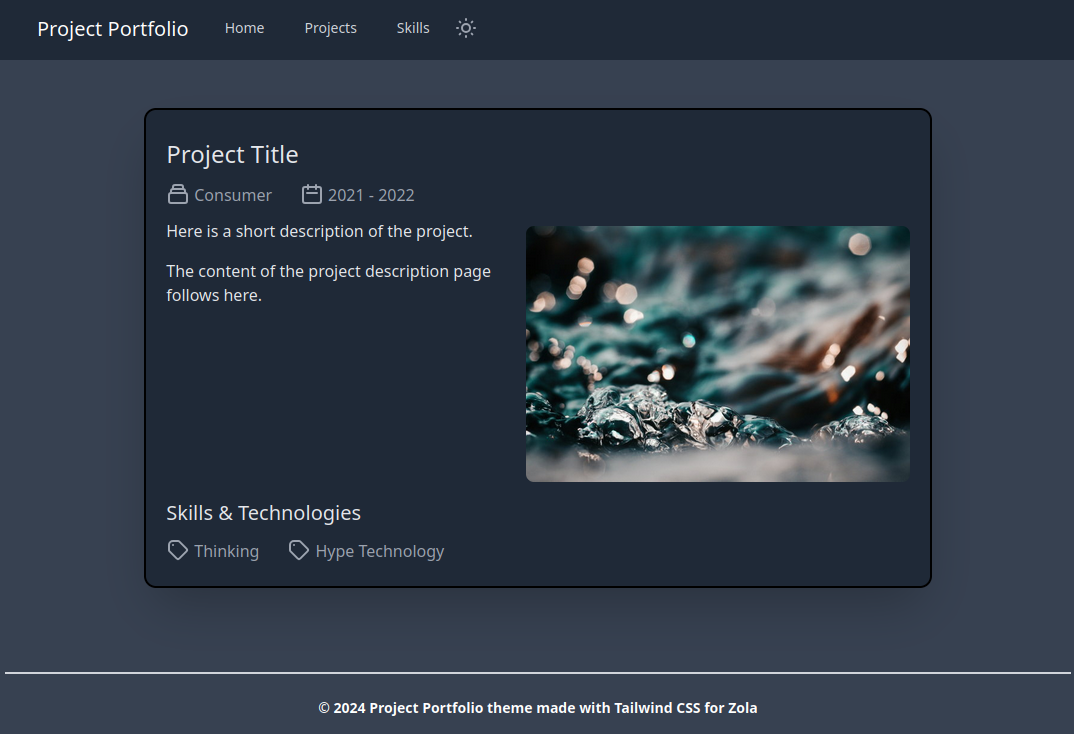 Project Portfolio Home Projects Skills
Project Title
Consumer 2021 - 2022
Here is a short description of the project.
The content of the project description page
follows here.
Skills & Technologies
Thinking Hype Technology
© 2024 Project Portfolio theme made with Tailwind CSS for Zola